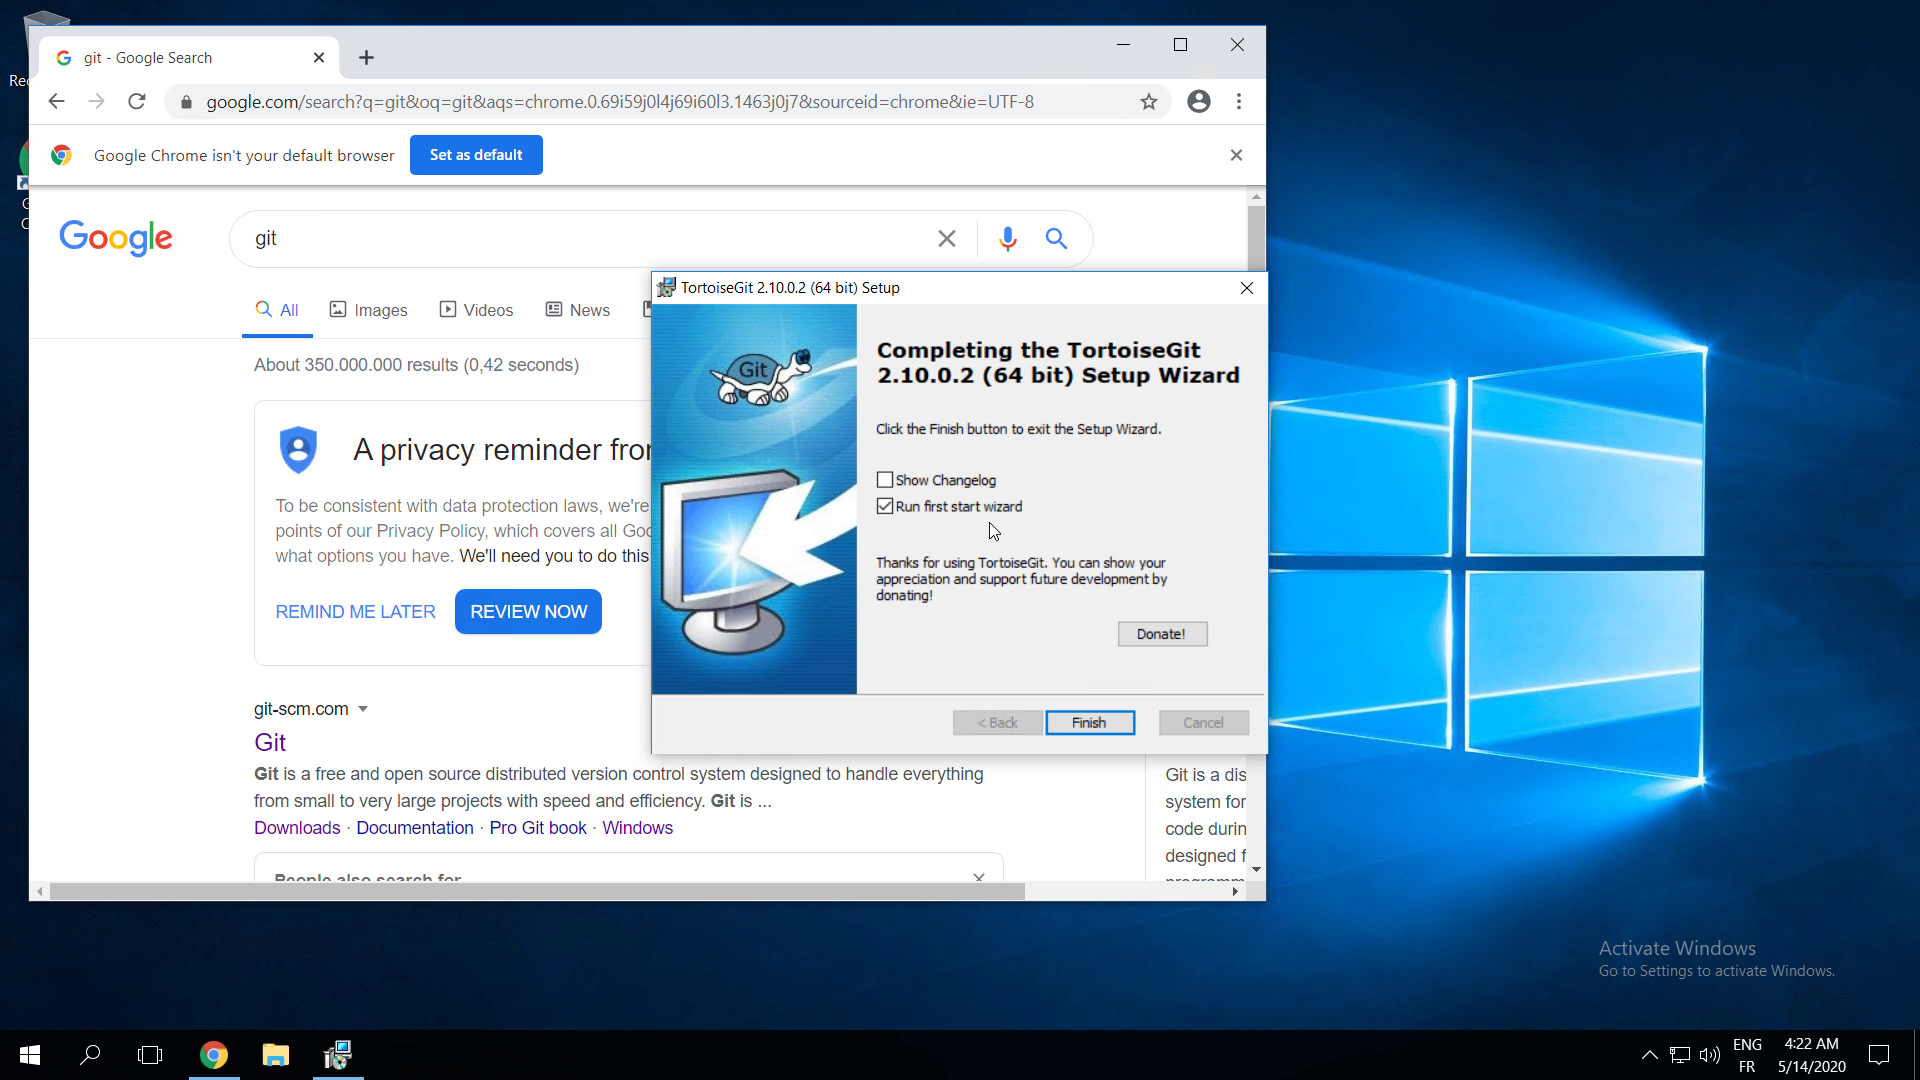 git - Google Search
google.com/search?q=git&oq=git&aqs=chrome.0.69i59j0l4j69i60l3.1463j0j7&sourceid=chrome&ie=UTF-8
Google Chrome isn't your default browser
Set as default
Google
git
All
Images
Videos
News
About 350.000.000 results (0,42 seconds)
A privacy reminder from
To be consistent with data protection laws, we're
points of our Privacy Policy, which covers all
what options you have. We'll need you to do this
REMIND ME LATER
REVIEW NOW
git-scm.com
Git
Git is a free and open source distributed version control system designed to handle everything
from small to very large projects with speed and efficiency. Git is ...
Downloads · Documentation · Pro Git book · Windows
People also search for
Git is a
system for
code
designed
TortoiseGit 2.10.0.2 (64 bit) Setup
Git
Completing the TortoiseGit
2.10.0.2 (64 bit) Setup Wizard
Click the Finish button to exit the Setup Wizard.
Show Changelog
Run first start wizard
Thanks for using TortoiseGit. You can show your
appreciation and support future development by
donating!
Donate!
< Back
Finish
Cancel
Activate Windows
Go to Settings to activate Windows.
ENG
FR
4:22 AM
5/14/2020